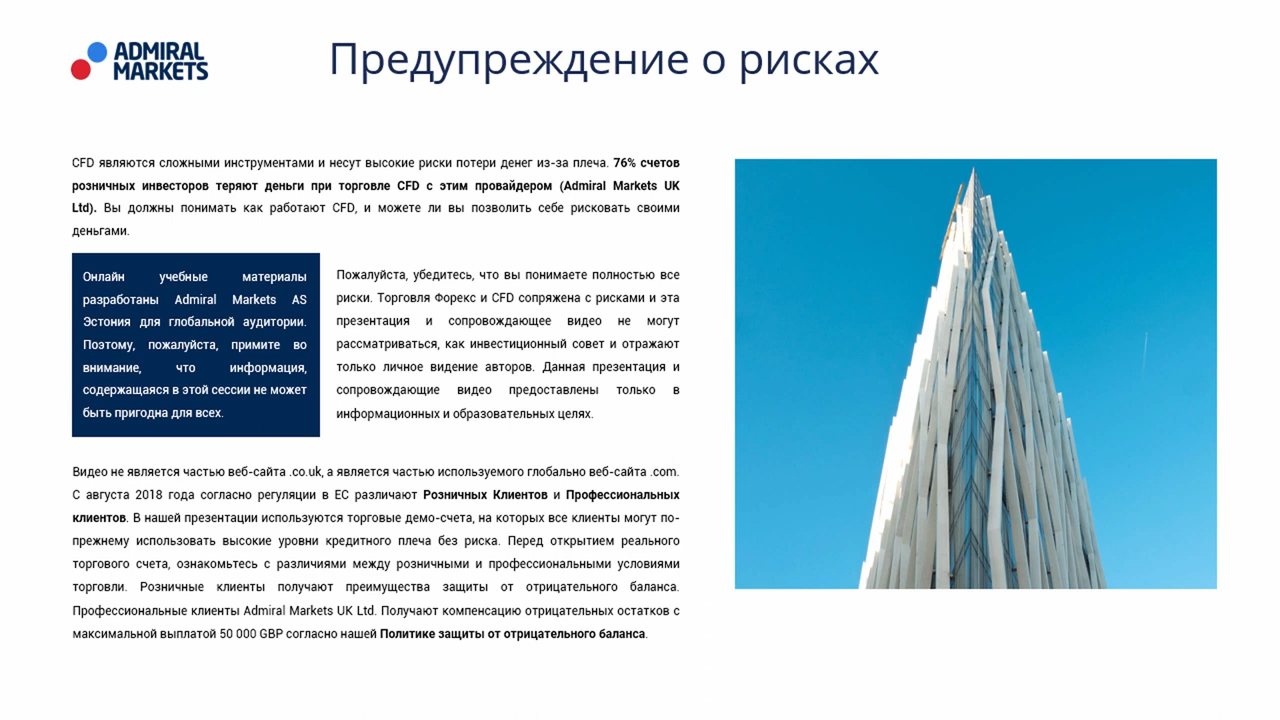 ADMIRAL
MARKETS
Предупреждение о рисках
CFD являются сложными инструментами и несут высокие риски потери денег из-за плеча. 76% счетов
розничных инвесторов теряют деньги при торговле CFD с этим провайдером (Admiral Markets UK
Ltd). Вы должны понимать как работают CFD, и можете ли вы позволить себе рисковать своими
деньгами.
Онлайн учебные материалы
разработаны Admiral Markets AS
Эстония для глобальной аудитории.
Поэтому, пожалуйста, примите во
внимание, что информация,
содержащаяся в этой сессии не может
быть пригодна для всех.
Пожалуйста, убедитесь, что вы понимаете полностью все
риски. Торговля Форекс и CFD сопряжена с рисками и эта
презентация и сопровождающее видео не могут
рассматриваться, как инвестиционный совет и отражают
только личное видение авторов. Данная презентация и
сопровождающие видео предоставлены только в
информационных и образовательных целях.
Видео не является частью веб-сайта .co.uk, а является частью используемого глобально веб-сайта .com.
С августа 2018 года согласно регуляции в ЕС различают Розничных Клиентов и Профессиональных
клиентов. В нашей презентации используются торговые демо-счета, на которых все клиенты могут по-
прежнему использовать высокие уровни кредитного плеча без риска. Перед открытием реального
торгового счета, ознакомьтесь с различиями между розничными и профессиональными условиями
торговли. Розничные клиенты получают преимущества защиты от отрицательного баланса.
Профессиональные клиенты Admiral Markets UK Ltd. Получают компенсацию отрицательных остатков с
максимальной выплатой 50 000 GBP согласно нашей Политике защиты от отрицательного баланса.